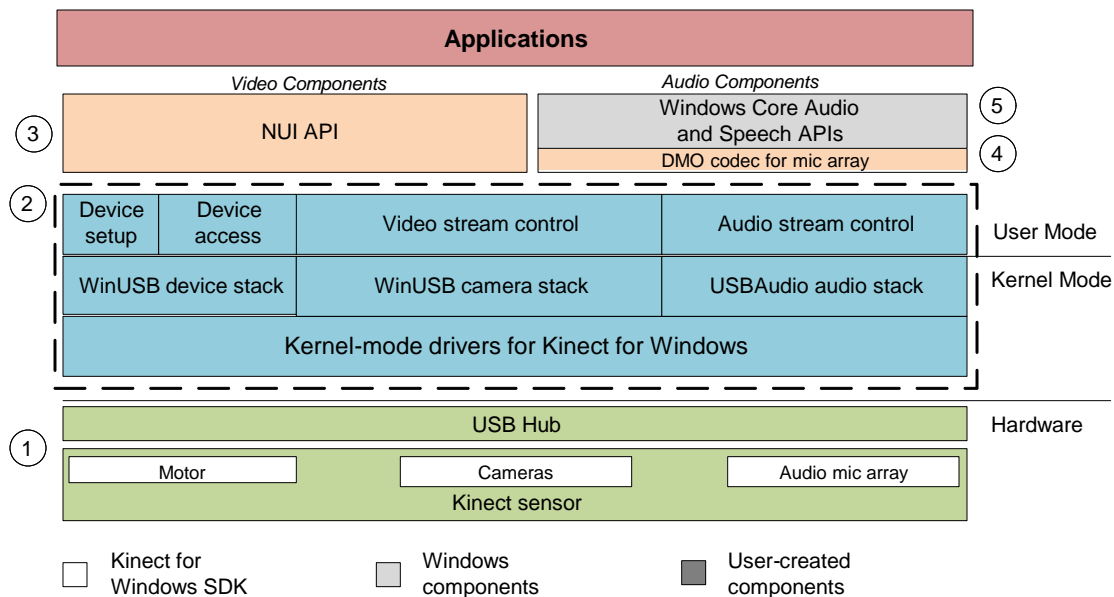 Applications
Video Components
Audio Components
3
NUI API
Windows Core Audio
and Speech APIs
5
DMO codec for mic array
4
2
Device
setup
Device
access
Video stream control
Audio stream control
User Mode
WinUSB device stack
WinUSB camera stack
USBAudio audio stack
Kernel Mode
Kernel-mode drivers for Kinect for Windows
USB Hub
Hardware
1
Motor
Cameras
Audio mic array
Kinect sensor
Kinect for
Windows SDK
Windows
components
User-created
components